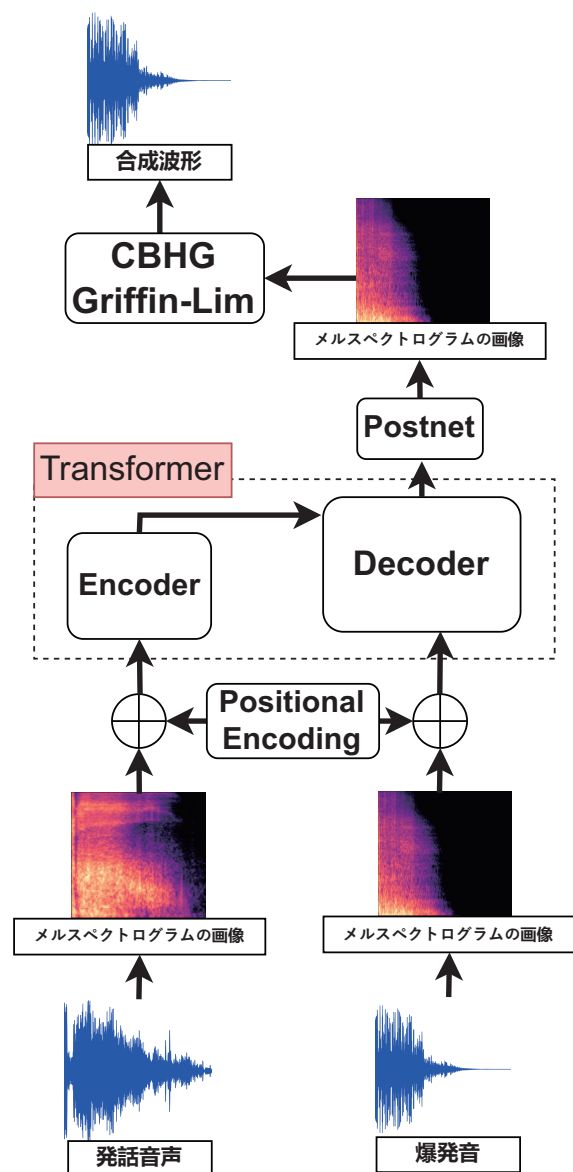 合成波形
CBHG
Griffin-Lim
メルスペクトログラムの画像
Postnet
Transformer
Encoder
Decoder
Positional
Encoding
メルスペクトログラムの画像
メルスペクトログラムの画像
発話音声
爆発音